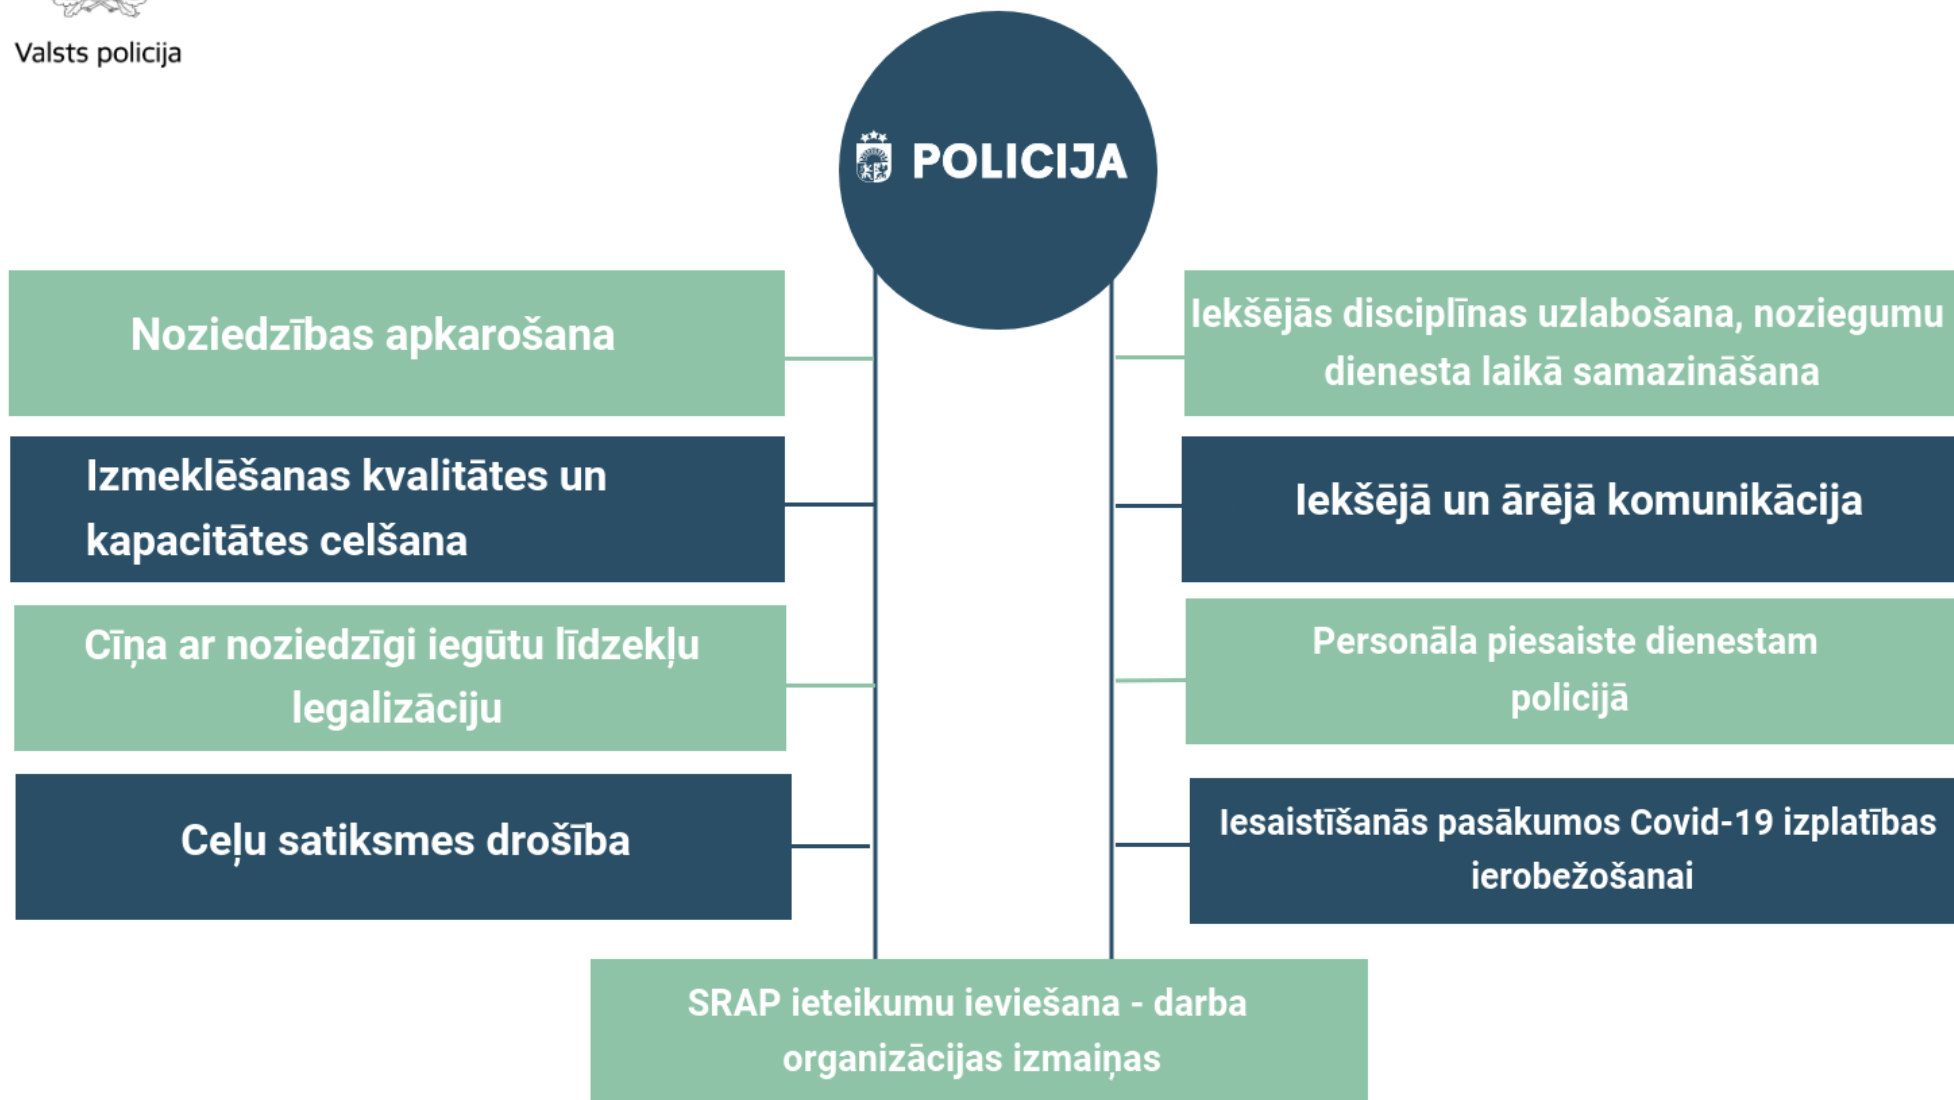 Valsts policija
POLICIJA
Noziedzības apkarošana
Izmeklēšanas kvalitātes un
kapacitātes celšana
Cīņa ar noziedzīgi iegūtu līdzekļu
legalizāciju
Ceļu satiksmes drošība
Iekšējās disciplīnas uzlabošana, noziegumu
dienesta laikā samazināšana
Iekšējā un ārējā komunikācija
Personāla piesaiste dienestam
policijā
Iesaistīšanās pasākumos Covid-19 izplatības
ierobežošanai
SRAP ieteikumu ieviešana - darba
organizācijas izmaiņas